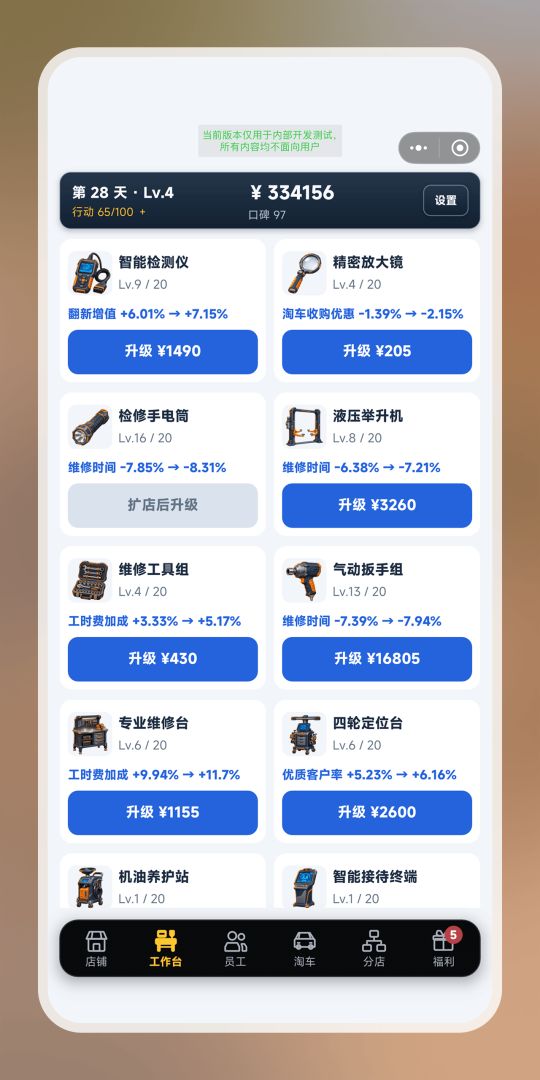 当前版本仅用于内部开发测试，
所有内容均不面向用户
第 28 天 · Lv.4
¥ 334156
设置
行动 65/100 +
口碑 97
智能检测仪
Lv.9 / 20
翻新增值 +6.01% → +7.15%
升级 ¥1490
精密放大镜
Lv.4 / 20
淘车收购优惠 -1.39% → -2.15%
升级 ¥205
检修手电筒
Lv.16 / 20
维修时间 -7.85% → -8.31%
扩店后升级
液压举升机
Lv.8 / 20
维修时间 -6.38% → -7.21%
升级 ¥3260
维修工具组
Lv.4 / 20
工时费加成 +3.33% → +5.17%
升级 ¥430
气动扳手组
Lv.13 / 20
维修时间 -7.39% → -7.94%
升级 ¥16805
专业维修台
Lv.6 / 20
工时费加成 +9.94% → +11.7%
升级 ¥1155
四轮定位台
Lv.6 / 20
优质客户率 +5.23% → +6.16%
升级 ¥2600
机油养护站
Lv.1 / 20
智能接待终端
Lv.1 / 20
店铺
工作台
员工
淘车
分店
福利
5